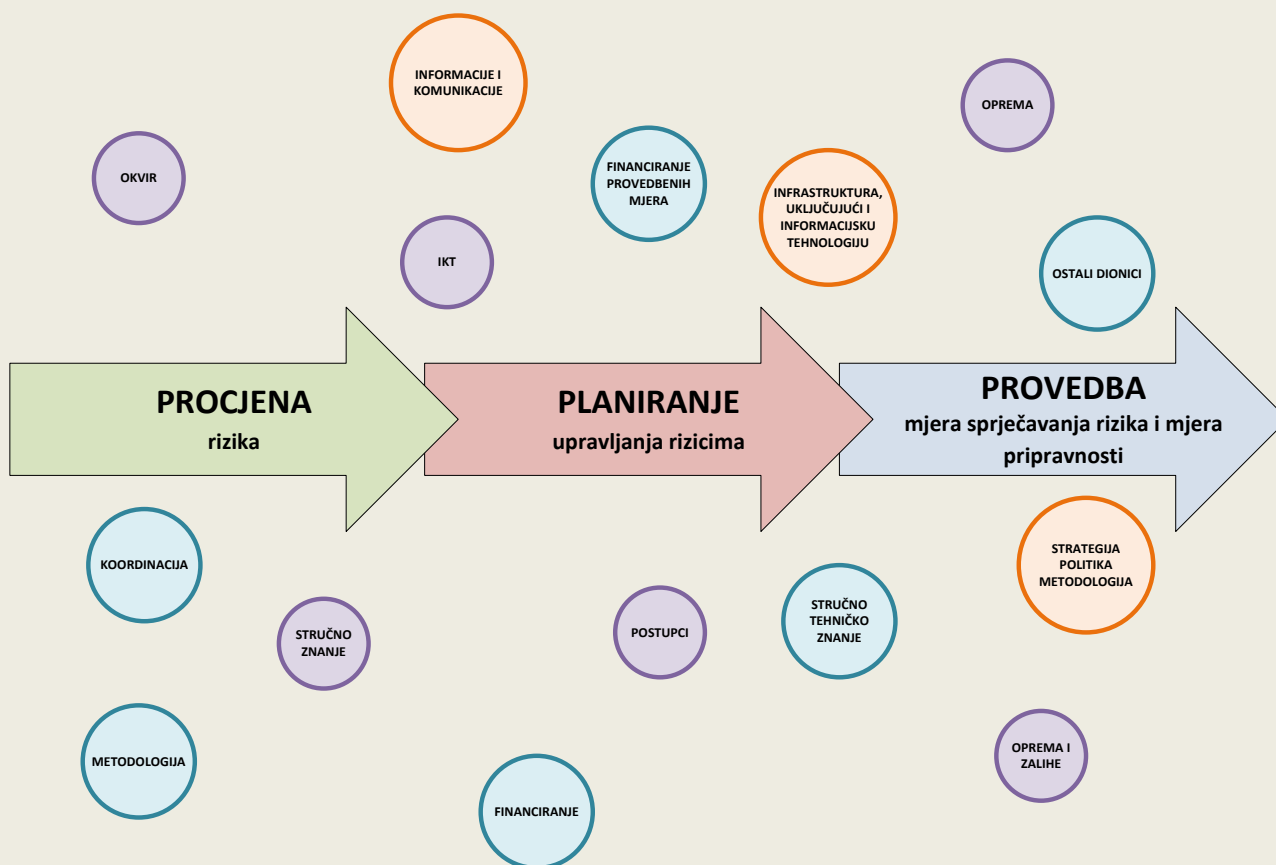 INFORMACIJE I
KOMUNIKACIJE
OPREMA
OKVIR
FINANCIRANJE
PROVEDBENIH
MJERA
INFRASTRUKTURA,
UKLJUČUJUĆI I
INFORMACIJSKU
TEHNOLOGIJU
IKT
OSTALI DIONICI
PROCJENA
rizika
PLANIRANJE
upravljanja rizicima
PROVEDBA
mjera sprječavanja rizika i mjera
pripravnosti
KOORDINACIJA
STRATEGIJA
POLITIKA
METODOLOGIJA
STRUČNO
ZNANJE
POSTUPCI
STRUČNO
TEHNIČKO
ZNANJE
METODOLOGIJA
OPREMA I
ZALIHE
FINANCIRANJE